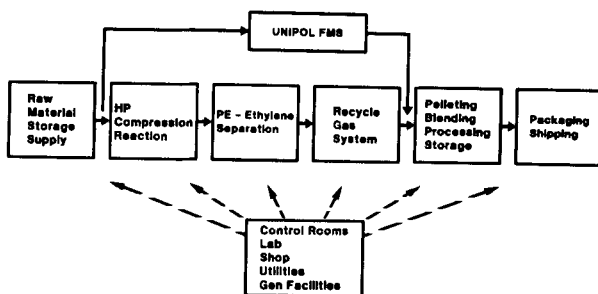 UNIPOL FMS
Raw
Material
Storage
Supply
HP
Compression
Reaction
PE - Ethylene
Separation
Recycle
Gas
System
Pelleting
Blending
Processing
Storage
Packaging
Shipping
Control Rooms
Lab
Shop
Utilities
Gen Facilities